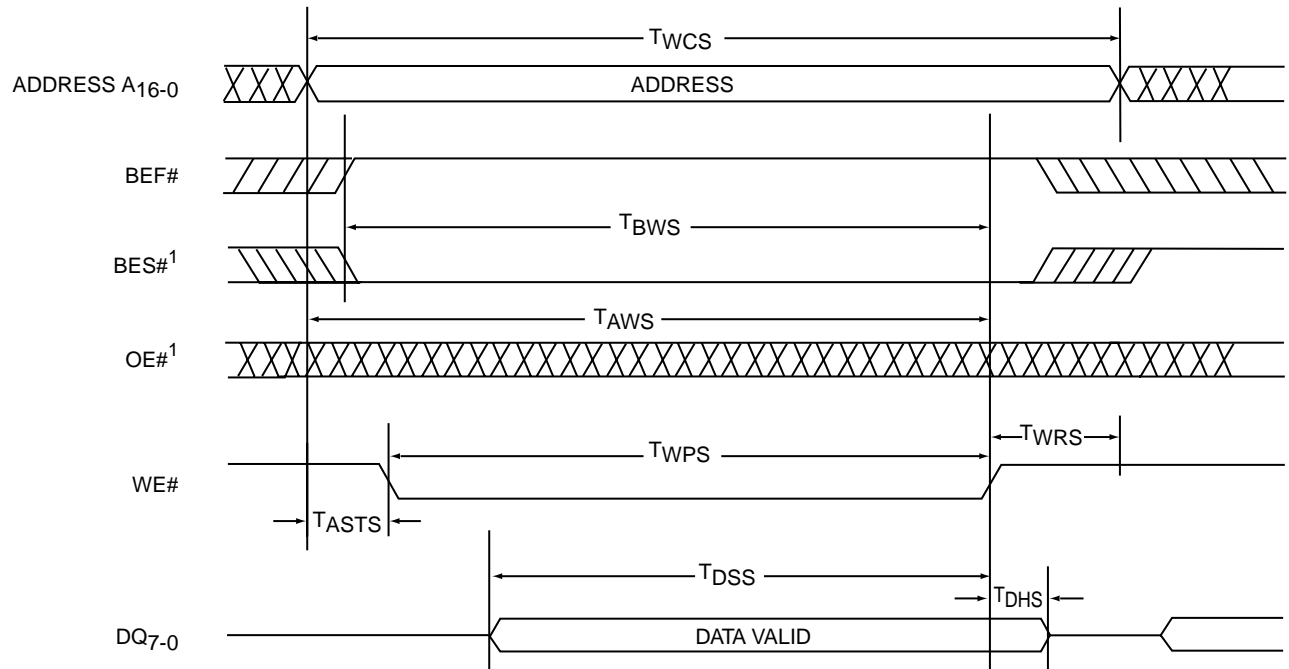 TWCS
ADDRESS A16-0
ADDRESS
BEF#
TBWS
BES#1
TAWS
OE#1
TWRS
TWPS
WE#
TASTS
TDSS
TDHS
DQ7-0
DATA VALID